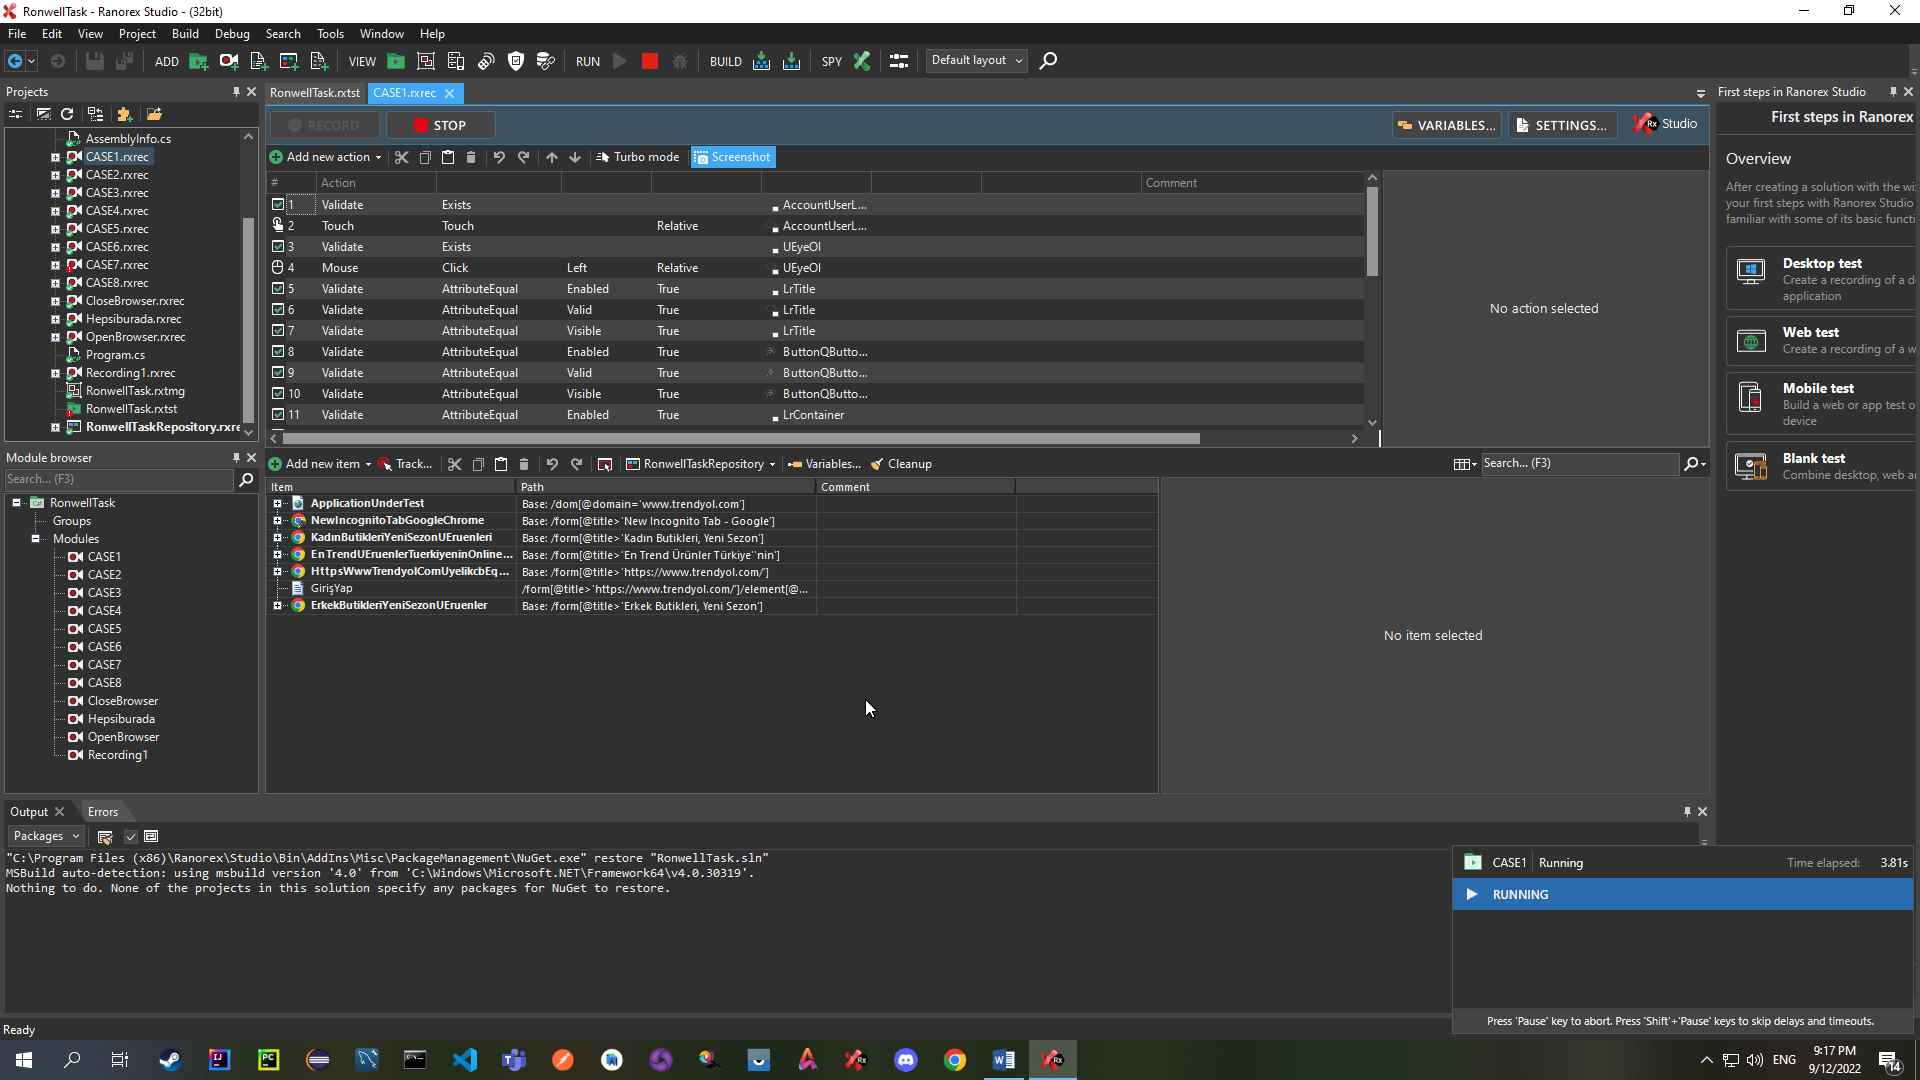 RonwellTask - Ranorex Studio - (32bit)
File Edit View Project Build Debug Search Tools Window Help
ADD VIEW RUN BUILD SPY Default layout
Projects
AssemblyInfo.cs
CASE1.rxrec
CASE2.rxrec
CASE3.rxrec
CASE4.rxrec
CASE5.rxrec
CASE6.rxrec
CASE7.rxrec
CASE8.rxrec
CloseBrowser.rxrec
Hepsiburada.rxrec
OpenBrowser.rxrec
Program.cs
Recording1.rxrec
RonwellTask.rxtmg
RonwellTask.rxtst
RonwellTaskRepository.rxre
Module browser
Search... (F3)
RonwellTask
Groups
Modules
CASE1
CASE2
CASE3
CASE4
CASE5
CASE6
CASE7
CASE8
CloseBrowser
Hepsiburada
OpenBrowser
Recording1
RonwellTask.rxtst CASE1.rxrec
RECORD STOP VARIABLES... SETTINGS... Rx Studio
Add new action Turbo mode Screenshot
# Action Comment
1 Validate Exists AccountUserL...
2 Touch Touch Relative AccountUserL...
3 Validate Exists UEyeOl
4 Mouse Click Left Relative UEyeOl
5 Validate AttributeEqual Enabled True LrTitle
6 Validate AttributeEqual Valid True LrTitle
7 Validate AttributeEqual Visible True LrTitle
8 Validate AttributeEqual Enabled True ButtonQButto...
9 Validate AttributeEqual Valid True ButtonQButto...
10 Validate AttributeEqual Visible True ButtonQButto...
11 Validate AttributeEqual Enabled True LrContainer
No action selected
Add new item Track... RonwellTaskRepository Variables... Cleanup Search... (F3)
Item Path Comment
ApplicationUnderTest Base: /dom[@domain='www.trendyol.com']
NewIncognitoTabGoogleChrome Base: /form[@title>'New Incognito Tab - Google']
KadınButikleriYeniSezonUEruenleri Base: /form[@title>'Kadın Butikleri, Yeni Sezon']
EnTrendUEruenlerTuerkiyeninOnline... Base: /form[@title>'En Trend Ürünler Türkiye''nin']
HttpsWwwTrendyolComUyelikcbEq... Base: /form[@title>'https://www.trendyol.com/']
GirişYap /form[@title>'https://www.trendyol.com/']/element[@...
ErkekButikleriYeniSezonUEruenler Base: /form[@title>'Erkek Butikleri, Yeni Sezon']
No item selected
First steps in Ranorex Studio
First steps in Ranorex
Overview
After creating a solution with the wi
your first steps with Ranorex Studio
familiar with some of its basic functi
Desktop test
Create a recording of a d
application
Web test
Create a recording of a w
Mobile test
Build a web or app test o
device
Blank test
Combine desktop, web a
Output Errors
Packages
"C:\Program Files (x86)\Ranorex\Studio\Bin\AddIns\Misc\PackageManagement\NuGet.exe" restore "RonwellTask.sln"
MSBuild auto-detection: using msbuild version '4.0' from 'C:\Windows\Microsoft.NET\Framework64\v4.0.30319'.
Nothing to do. None of the projects in this solution specify any packages for NuGet to restore.
CASE1 Running Time elapsed: 3.81s
RUNNING
Press 'Pause' key to abort. Press 'Shift'+'Pause' keys to skip delays and timeouts.
Ready
ENG
9:17 PM
9/12/2022
14